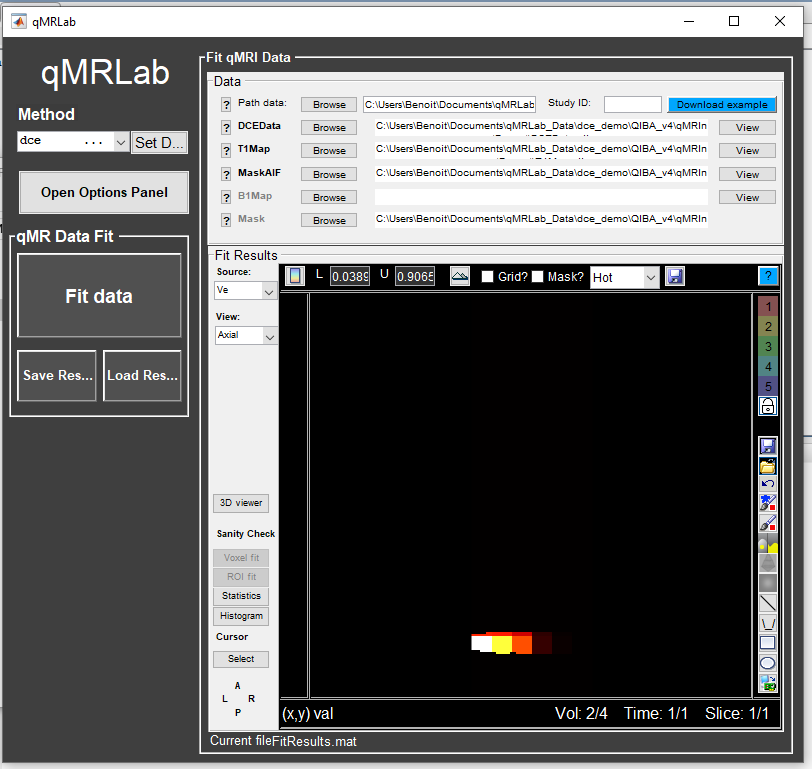 qMRLab
qMRLab
Method
dce ...
Set D...
Open Options Panel
qMR Data Fit
Fit data
Save Res...
Load Res...
Fit qMRI Data
Data
? Path data: Browse C:\Users\Benoit\Documents\qMRLab Study ID: Download example
? DCEData Browse C:\Users\Benoit\Documents\qMRLab_Data\dce_demo\QIBA_v4\qMRIn View
? T1Map Browse C:\Users\Benoit\Documents\qMRLab_Data\dce_demo\QIBA_v4\qMRIn View
? MaskAIF Browse C:\Users\Benoit\Documents\qMRLab_Data\dce_demo\QIBA_v4\qMRIn View
? B1Map Browse View
? Mask Browse C:\Users\Benoit\Documents\qMRLab_Data\dce_demo\QIBA_v4\qMRIn
Fit Results
Source:
Ve
View:
Axial
L 0.0389 U 0.9065 Grid? Mask? Hot ?
1
2
3
4
5
3D viewer
Sanity Check
Voxel fit
ROI fit
Statistics
Histogram
Cursor
Select
A
L R
P
(x,y) val Vol: 2/4 Time: 1/1 Slice: 1/1
Current fileFitResults.mat